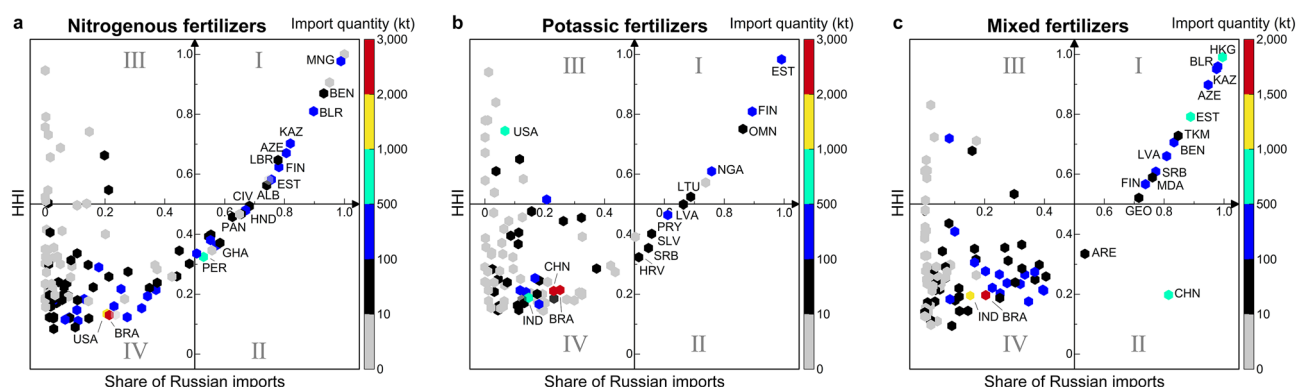 a Nitrogenous fertilizers Import quantity (kt)
III I
IV II
HHI
Share of Russian imports
1.0
0.8
0.6
0.4
0.2
0
0 0.2 0.4 0.6 0.8 1.0
MNG
BEN
BLR
KAZ
AZE
LBR
FIN
EST
ALB
CIV
HND
PAN
GHA
PER
USA
BRA
3,000
2,000
1,000
500
100
10
0
b Potassic fertilizers Import quantity (kt)
III I
IV II
HHI
Share of Russian imports
1.0
0.8
0.6
0.4
0.2
0
0 0.2 0.4 0.6 0.8 1.0
EST
FIN
OMN
USA
NGA
LTU
LVA
PRY
SLV
SRB
HRV
CHN
IND
BRA
3,000
2,000
1,000
500
100
10
0
c Mixed fertilizers Import quantity (kt)
III I
IV II
HHI
Share of Russian imports
1.0
0.8
0.6
0.4
0.2
0
0 0.2 0.4 0.6 0.8 1.0
HKG
BLR
KAZ
AZE
EST
TKM
BEN
LVA
SRB
FIN
MDA
GEO
ARE
CHN
IND BRA
2,000
1,500
1,000
500
100
10
0